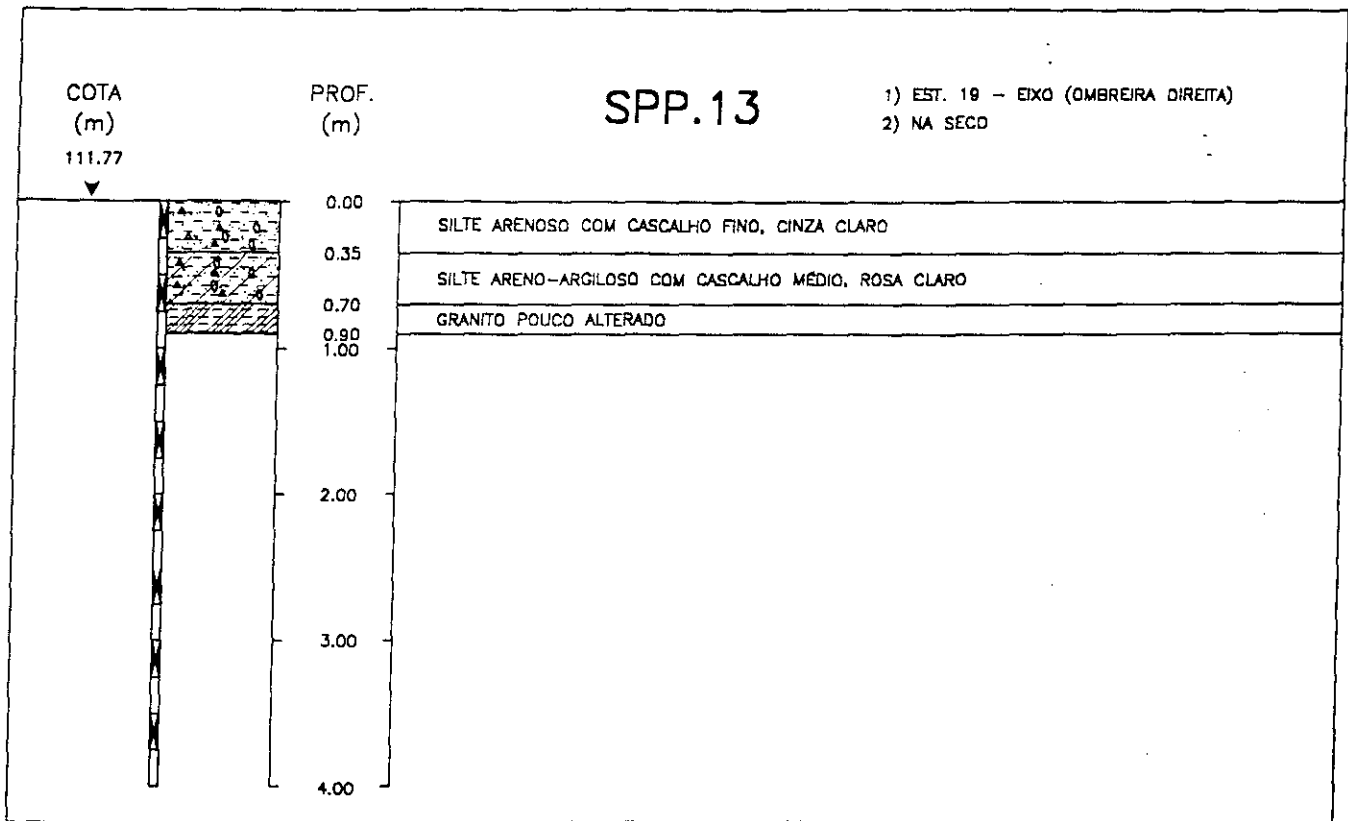 COTA
(m)
111.77
PROF.
(m)
SPP.13
1) EST. 19 - EIXO (OMBREIRA DIREITA)
2) NA SECO
0.00
SILTE ARENOSO COM CASCALHO FINO, CINZA CLARO
0.35
SILTE ARENO-ARGILOSO COM CASCALHO MÉDIO, ROSA CLARO
0.70
GRANITO POUCO ALTERADO
0.90
1.00
2.00
3.00
4.00